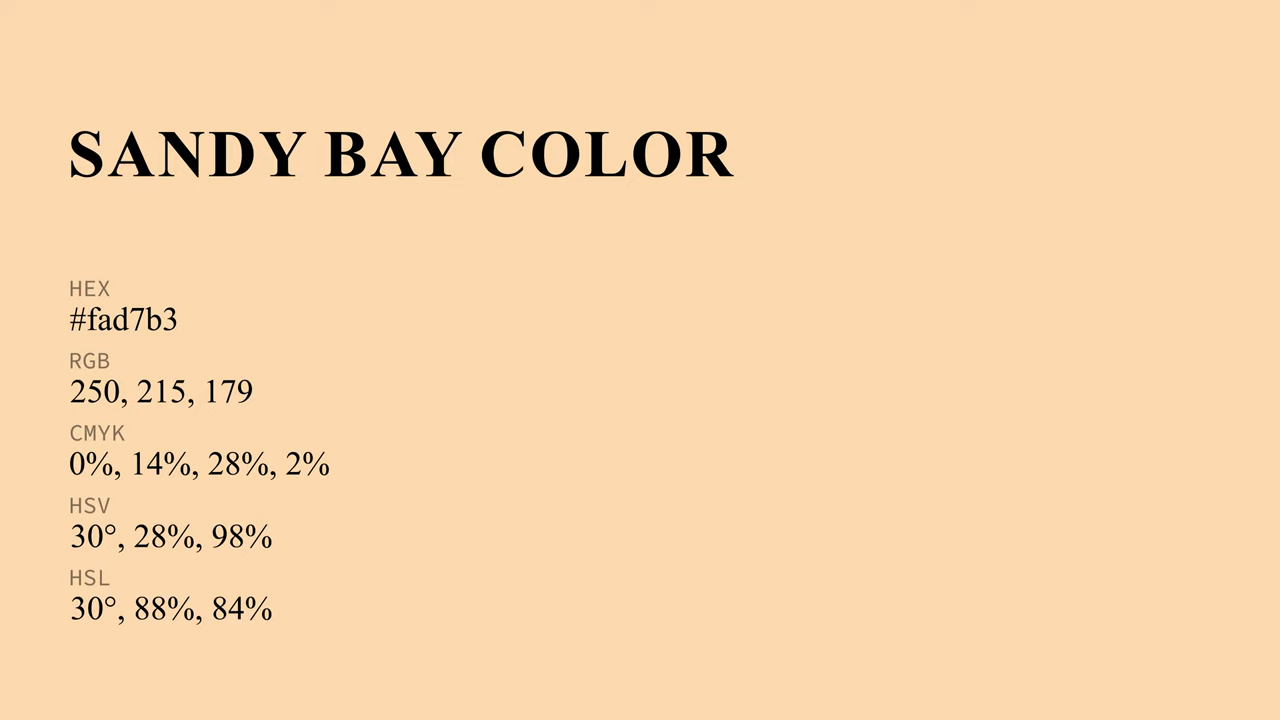 SANDY BAY COLOR
HEX
#fad7b3
RGB
250, 215, 179
CMYK
0%, 14%, 28%, 2%
HSV
30°, 28%, 98%
HSL
30°, 88%, 84%